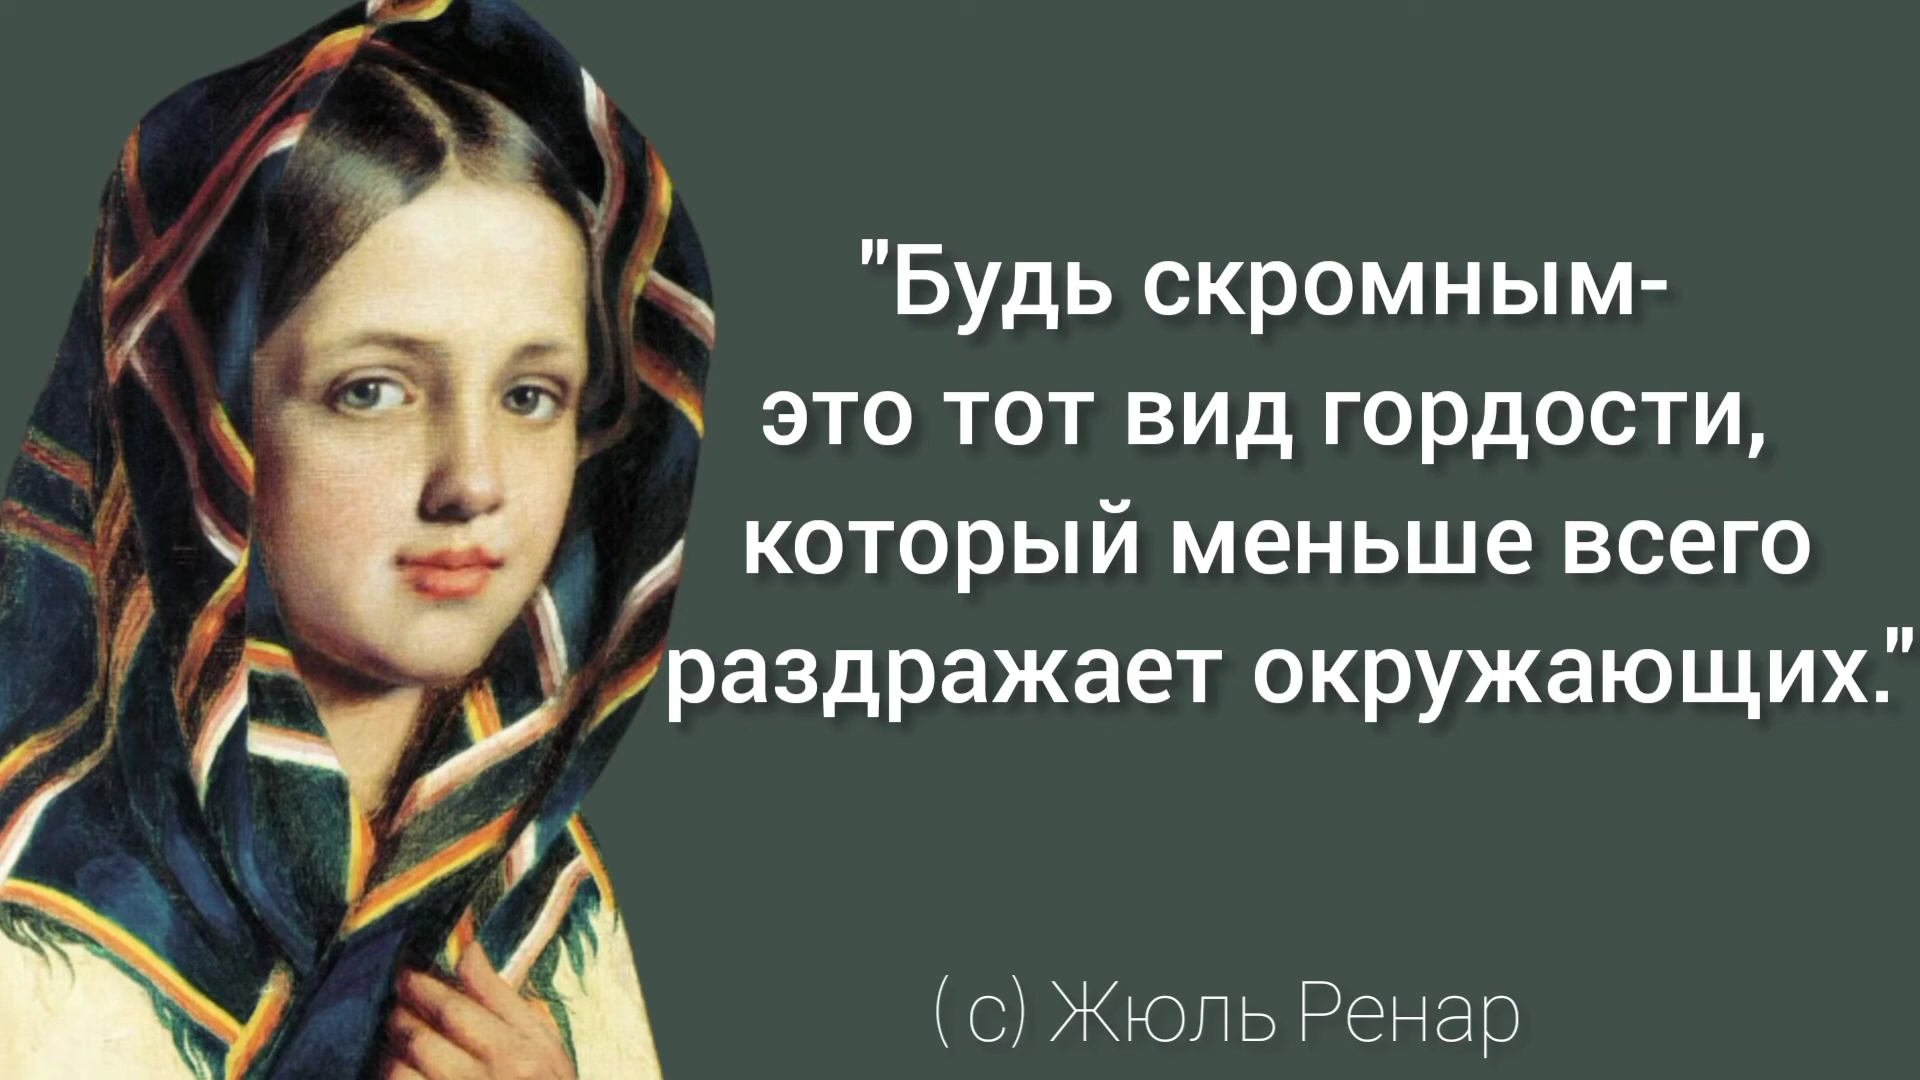 "Будь скромным-
это тот вид гордости,
который меньше всего
раздражает окружающих."
(с) Жюль Ренар